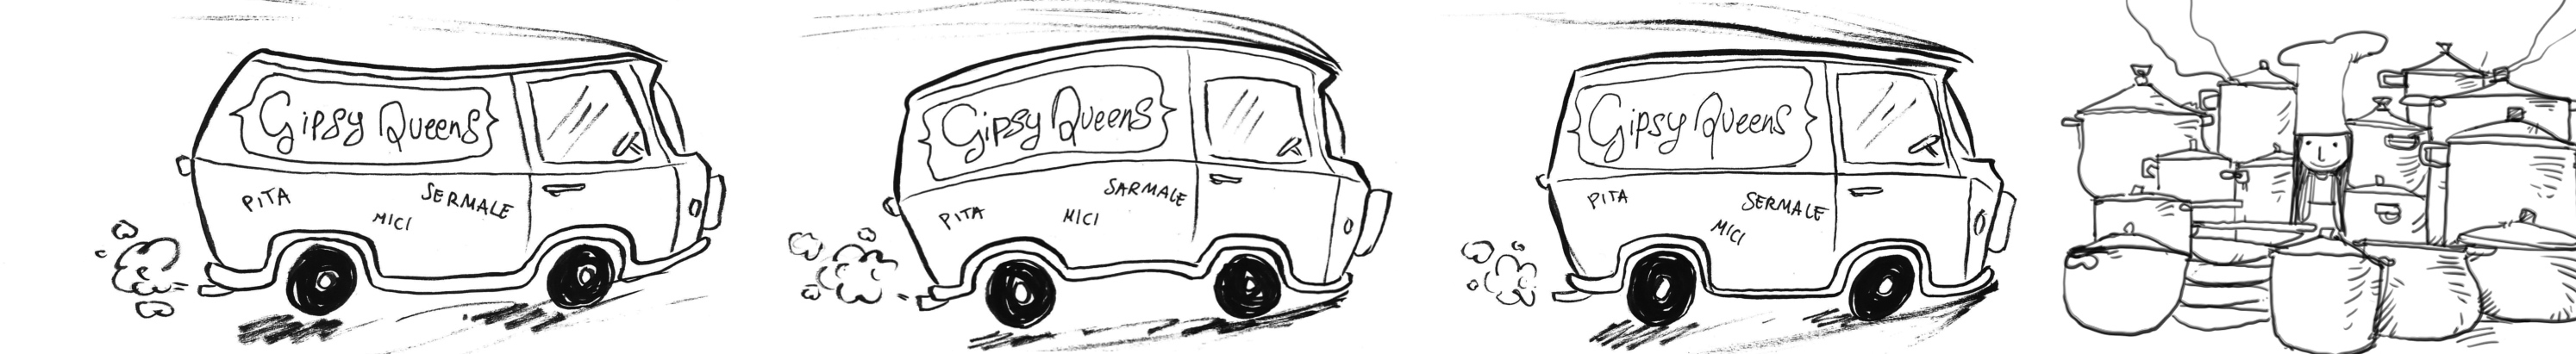 Gipsy Queens
PITA
MICI
SERMALE
Gipsy Queens
PITA
MICI
SARMALE
Gipsy Queens
PITA
MICI
SERMALE